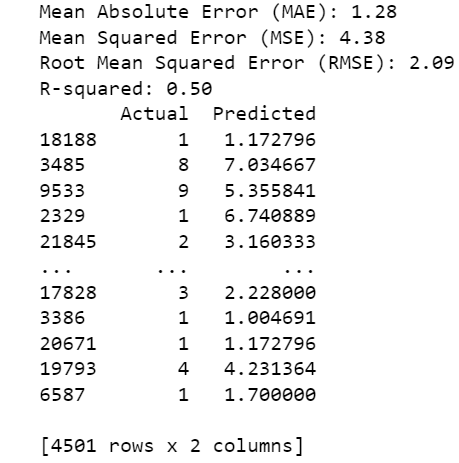 Mean Absolute Error (MAE): 1.28
Mean Squared Error (MSE): 4.38
Root Mean Squared Error (RMSE): 2.09
R-squared: 0.50
Actual Predicted
18188 1 1.172796
3485 8 7.034667
9533 9 5.355841
2329 1 6.740889
21845 2 3.160333
... ... ...
17828 3 2.228000
3386 1 1.004691
20671 1 1.172796
19793 4 4.231364
6587 1 1.700000
[4501 rows x 2 columns]